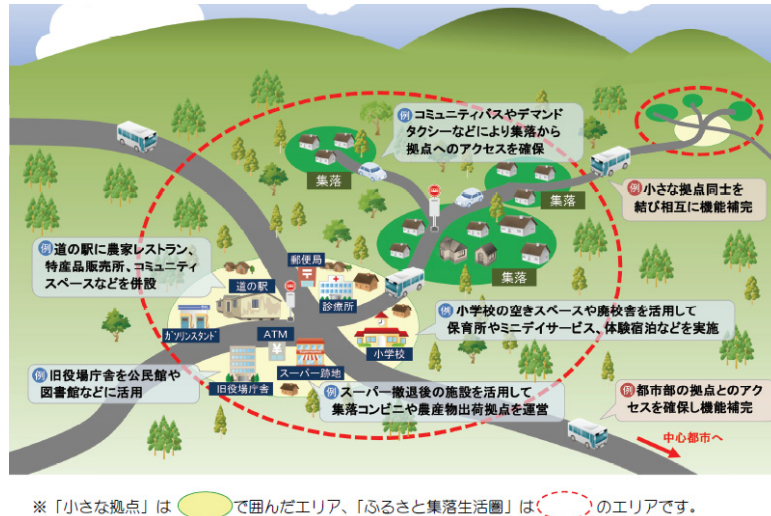 例 コミュニティバスやデマンド
タクシーなどにより集落から
拠点へのアクセスを確保
集落
集落
集落
例 小さな拠点同士を
結び相互に機能補完
例 道の駅に農家レストラン、
特産品販売所、コミュニティ
スペースなどを併設
郵便局
道の駅
診療所
ガソリンスタンド
ATM
小学校
旧役場庁舎
スーパー跡地
例 小学校の空きスペースや廃校舎を活用して
保育所やミニデイサービス、体験宿泊などを実施
例 旧役場庁舎を公民館や
図書館などに活用
例 スーパー撤退後の施設を活用して
集落コンビニや農産物出荷拠点を運営
例 都市部の拠点とのアク
セスを確保し機能補完
中心都市へ
※「小さな拠点」は で囲んだエリア、「ふるさと集落生活圏」は のエリアです。